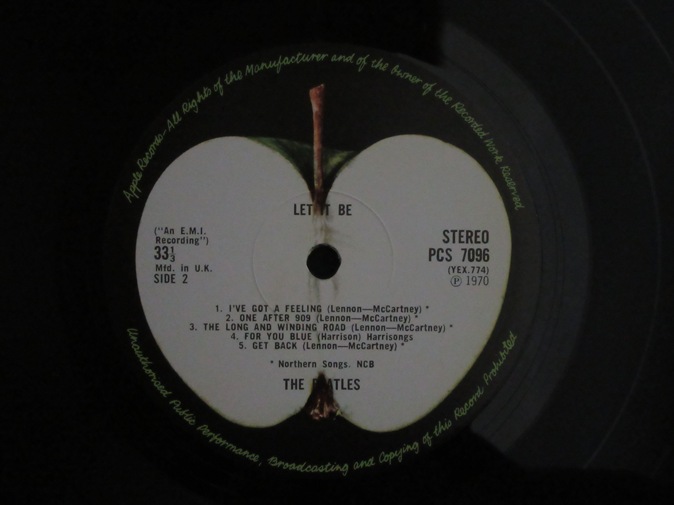 Apple Records—All Rights of the Manufacturer and of the Owner of the Recorded Work Reserved
LET IT BE
("An E.M.I.
Recording")
33⅓
Mfd. in U.K.
SIDE 2
STEREO
PCS 7096
(YEX.774)
Ⓟ 1970
1. I'VE GOT A FEELING (Lennon—McCartney) *
2. ONE AFTER 909 (Lennon—McCartney) *
3. THE LONG AND WINDING ROAD (Lennon—McCartney) *
4. FOR YOU BLUE (Harrison) Harrisongs
5. GET BACK (Lennon—McCartney) *
* Northern Songs. NCB
THE BEATLES
Unauthorised Public Performance, Broadcasting and Copying of this Record Prohibited